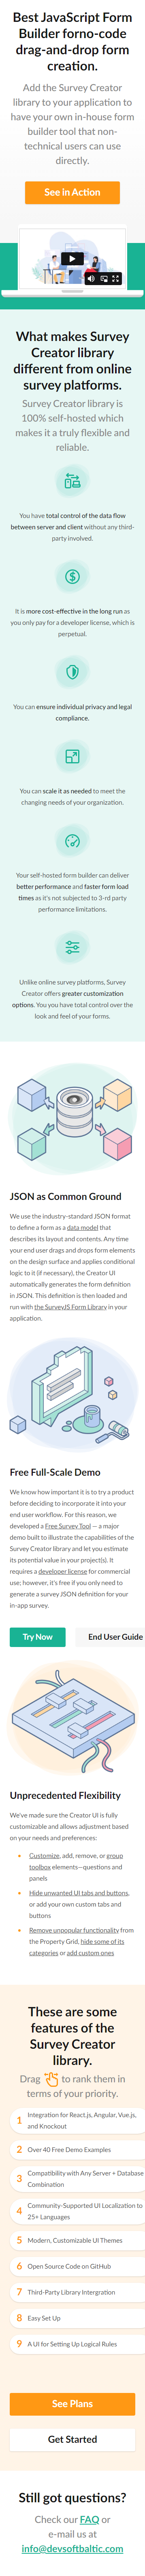 Best JavaScript Form
Builder forno-code
drag-and-drop form
creation.
Add the Survey Creator
library to your application to
have your own in-house form
builder tool that non-
technical users can use
directly.
See in Action
What makes Survey
Creator library
different from online
survey platforms.
Survey Creator library is
100% self-hosted which
makes it a truly flexible and
reliable.
You have total control of the data flow
between server and client without any third-
party involved.
It is more cost-effective in the long run as
you only pay for a developer license, which is
perpetual.
You can ensure individual privacy and legal
compliance.
You can scale it as needed to meet the
changing needs of your organization.
Your self-hosted form builder can deliver
better performance and faster form load
times as it's not subjected to 3-rd party
performance limitations.
Unlike online survey platforms, Survey
Creator offers greater customization
options. You you have total control over the
look and feel of your forms.
JSON as Common Ground
We use the industry-standard JSON format
to define a form as a data model that
describes its layout and contents. Any time
your end user drags and drops form elements
on the design surface and applies conditional
logic to it (if necessary), the Creator UI
automatically generates the form definition
in JSON. This definition is then loaded and
run with the SurveyJS Form Library in your
application.
Free Full-Scale Demo
We know how important it is to try a product
before deciding to incorporate it into your
end user workflow. For this reason, we
developed a Free Survey Tool — a major
demo built to illustrate the capabilities of the
Survey Creator library and let you estimate
its potential value in your project(s). It
requires a developer license for commercial
use; however, it's free if you only need to
generate a survey JSON definition for your
in-app survey.
Try Now
End User Guide
Unprecedented Flexibility
We've made sure the Creator UI is fully
customizable and allows adjustment based
on your needs and preferences:
Customize, add, remove, or group
toolbox elements—questions and
panels
Hide unwanted UI tabs and buttons,
or add your own custom tabs and
buttons
Remove unpopular functionality from
the Property Grid, hide some of its
categories or add custom ones
These are some
features of the
Survey Creator
library.
Drag to rank them in
terms of your priority.
1 Integration for React.js, Angular, Vue.js,
and Knockout
2 Over 40 Free Demo Examples
3 Compatibility with Any Server + Database
Combination
4 Community-Supported UI Localization to
25+ Languages
5 Modern, Customizable UI Themes
6 Open Source Code on GitHub
7 Third-Party Library Intergration
8 Easy Set Up
9 A UI for Setting Up Logical Rules
See Plans
Get Started
Still got questions?
Check our FAQ or
e-mail us at
info@devsoftbaltic.com